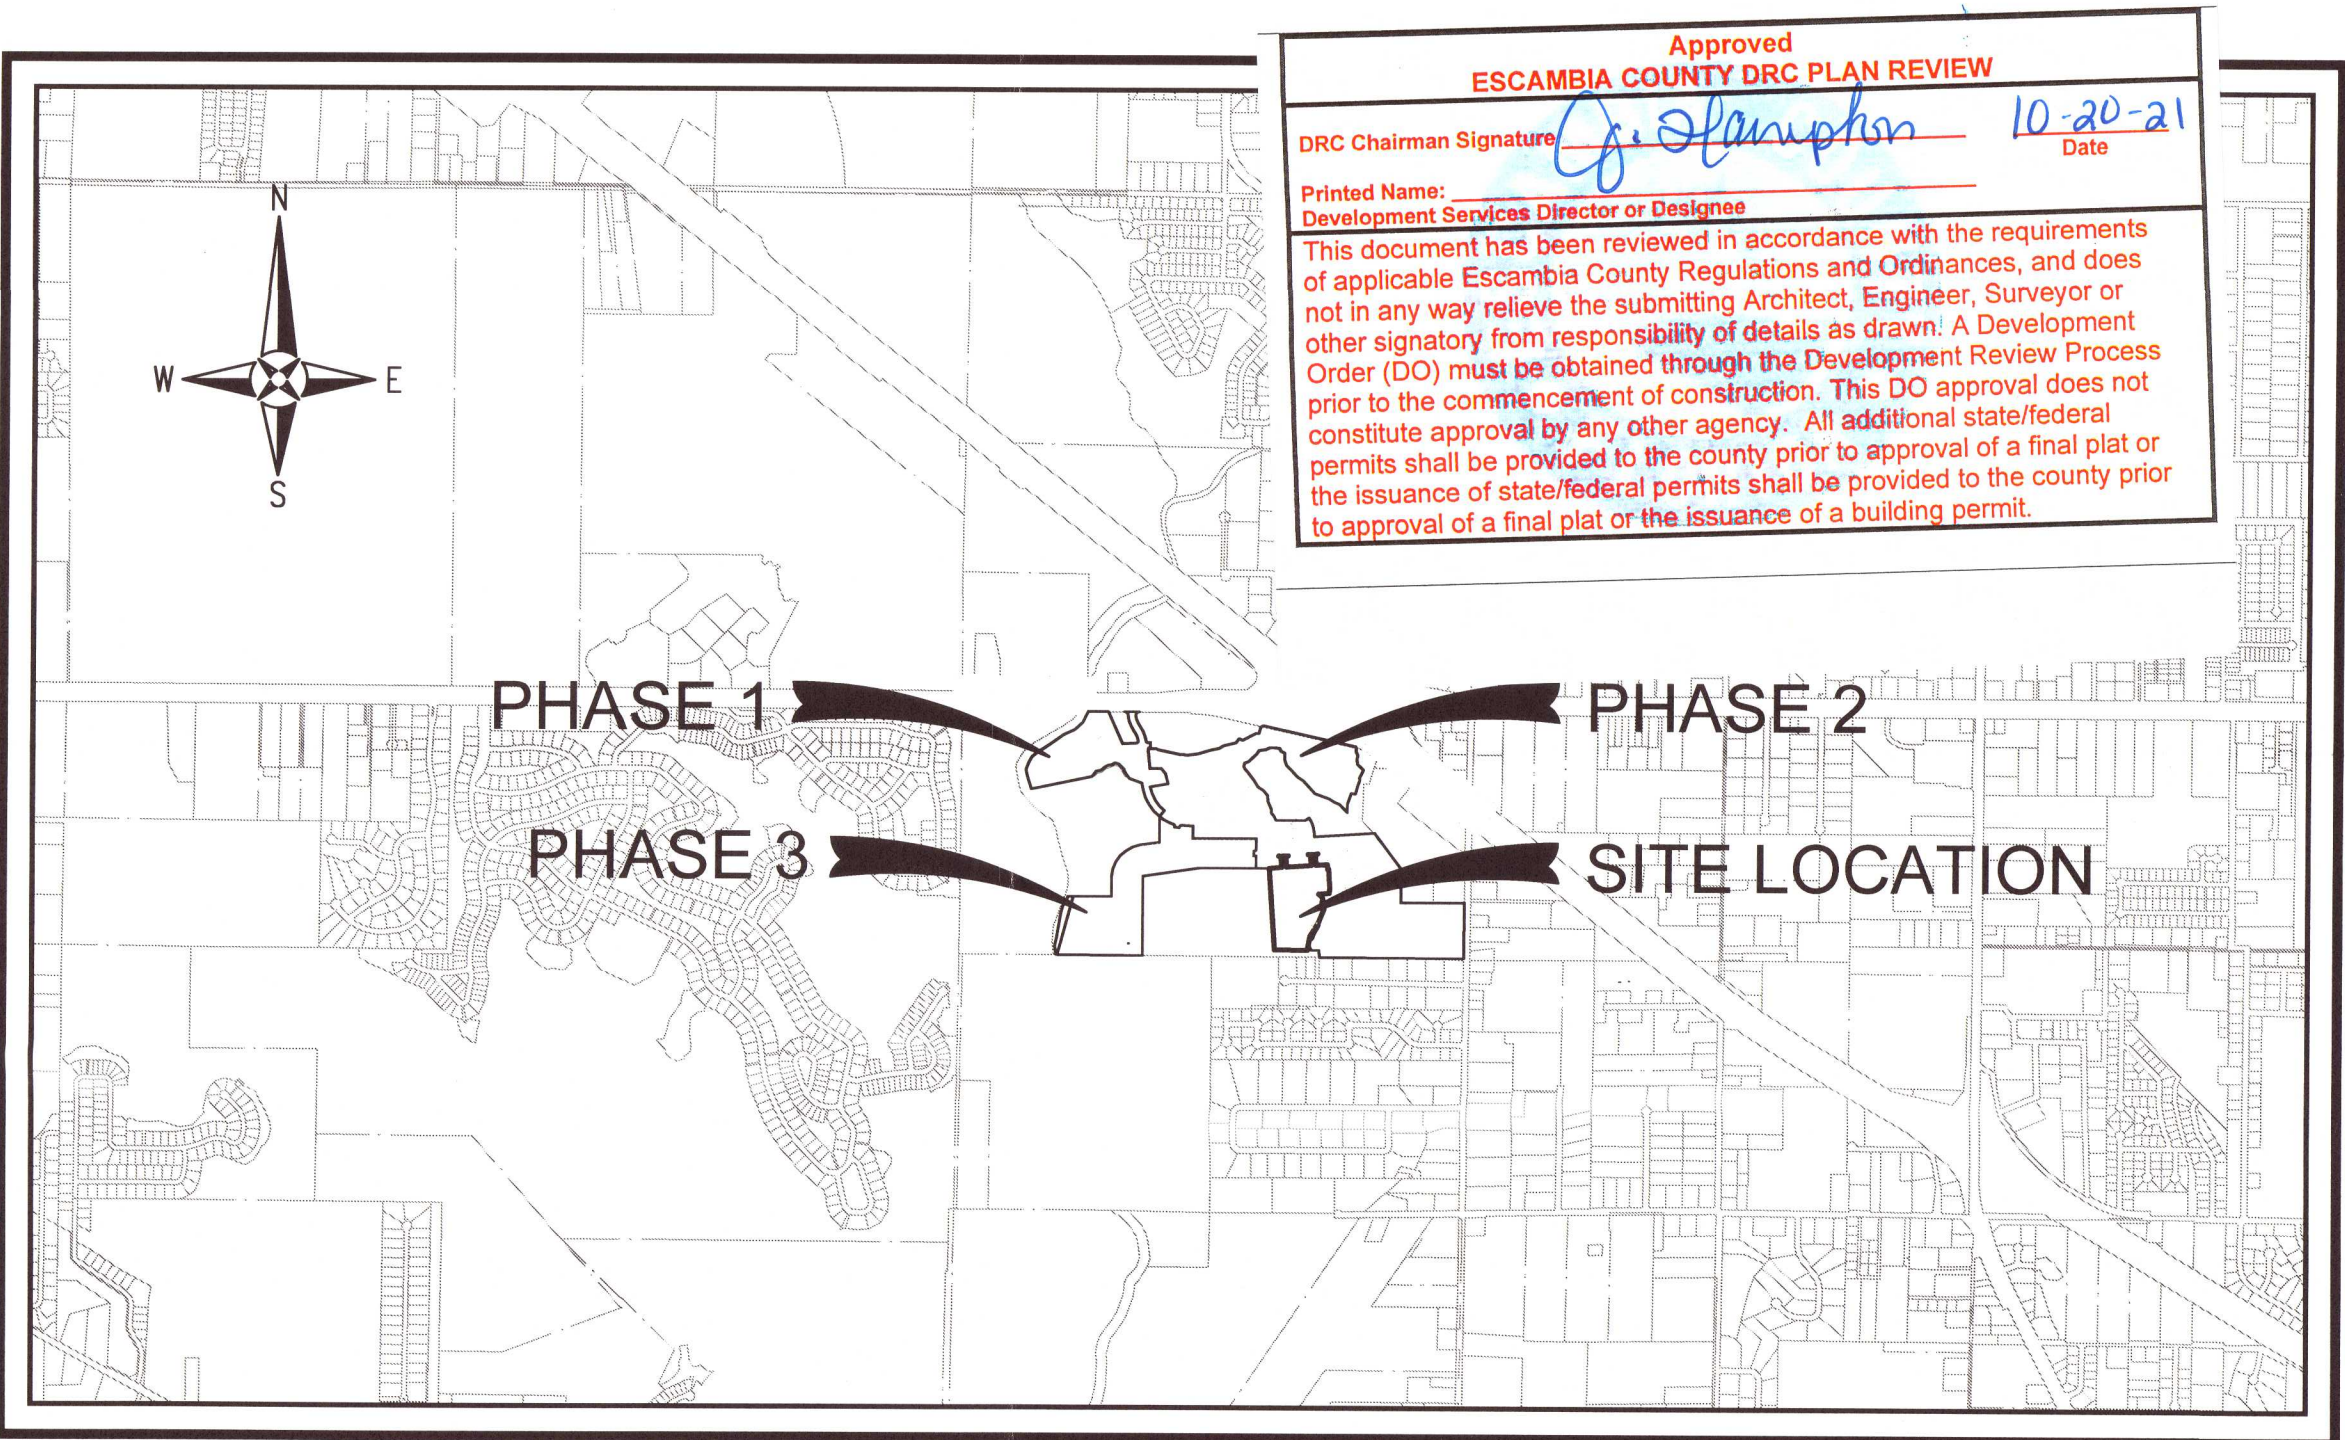 Approved
ESCAMBIA COUNTY DRC PLAN REVIEW
DRC Chairman Signature J. Hampton 10-20-21
Date
Printed Name:
Development Services Director or Designee
This document has been reviewed in accordance with the requirements
of applicable Escambia County Regulations and Ordinances, and does
not in any way relieve the submitting Architect, Engineer, Surveyor or
other signatory from responsibility of details as drawn. A Development
Order (DO) must be obtained through the Development Review Process
prior to the commencement of construction. This DO approval does not
constitute approval by any other agency. All additional state/federal
permits shall be provided to the county prior to approval of a final plat or
the issuance of state/federal permits shall be provided to the county prior
to approval of a final plat or the issuance of a building permit.
N
W E
S
PHASE 1
PHASE 2
PHASE 3
SITE LOCATION